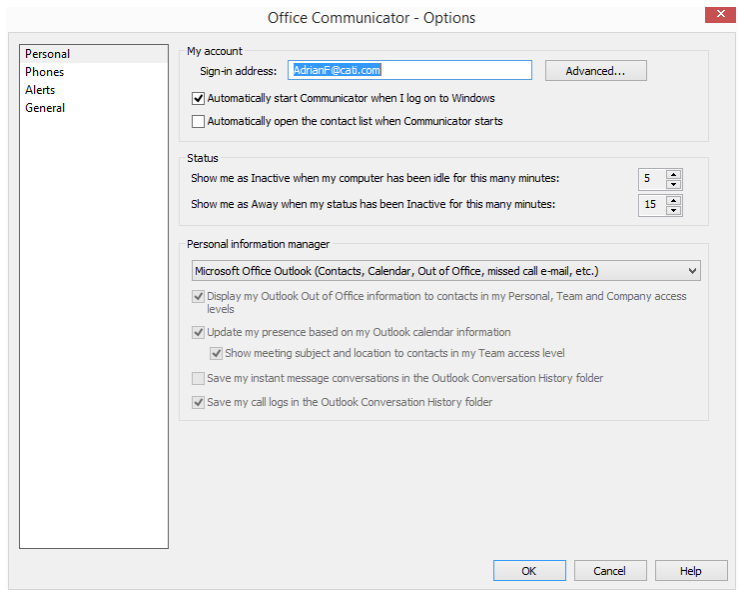 Office Communicator - Options
Personal
Phones
Alerts
General
My account
Sign-in address: AdrianF@cati.com Advanced...
Automatically start Communicator when I log on to Windows
Automatically open the contact list when Communicator starts
Status
Show me as Inactive when my computer has been idle for this many minutes: 5
Show me as Away when my status has been Inactive for this many minutes: 15
Personal information manager
Microsoft Office Outlook (Contacts, Calendar, Out of Office, missed call e-mail, etc.)
Display my Outlook Out of Office information to contacts in my Personal, Team and Company access
levels
Update my presence based on my Outlook calendar information
Show meeting subject and location to contacts in my Team access level
Save my instant message conversations in the Outlook Conversation History folder
Save my call logs in the Outlook Conversation History folder
OK Cancel Help